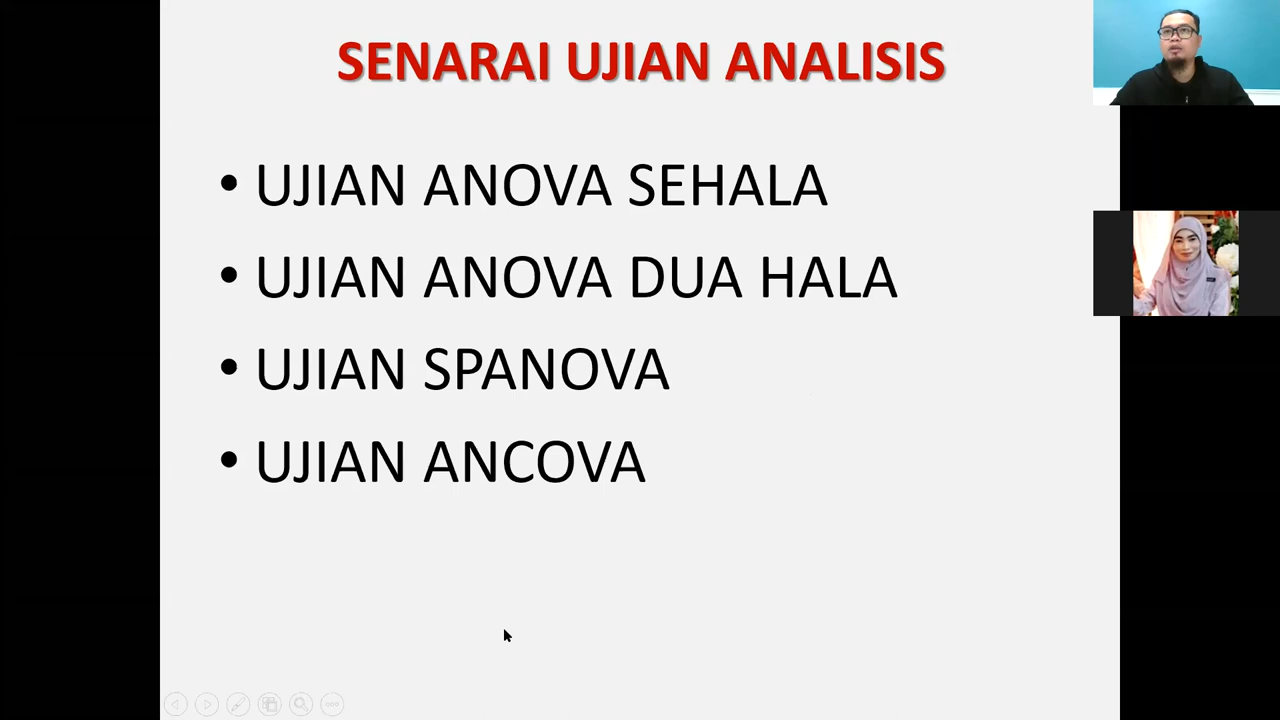 SENARAI UJIAN ANALISIS
• UJIAN ANOVA SEHALA
• UJIAN ANOVA DUA HALA
• UJIAN SPANOVA
• UJIAN ANCOVA